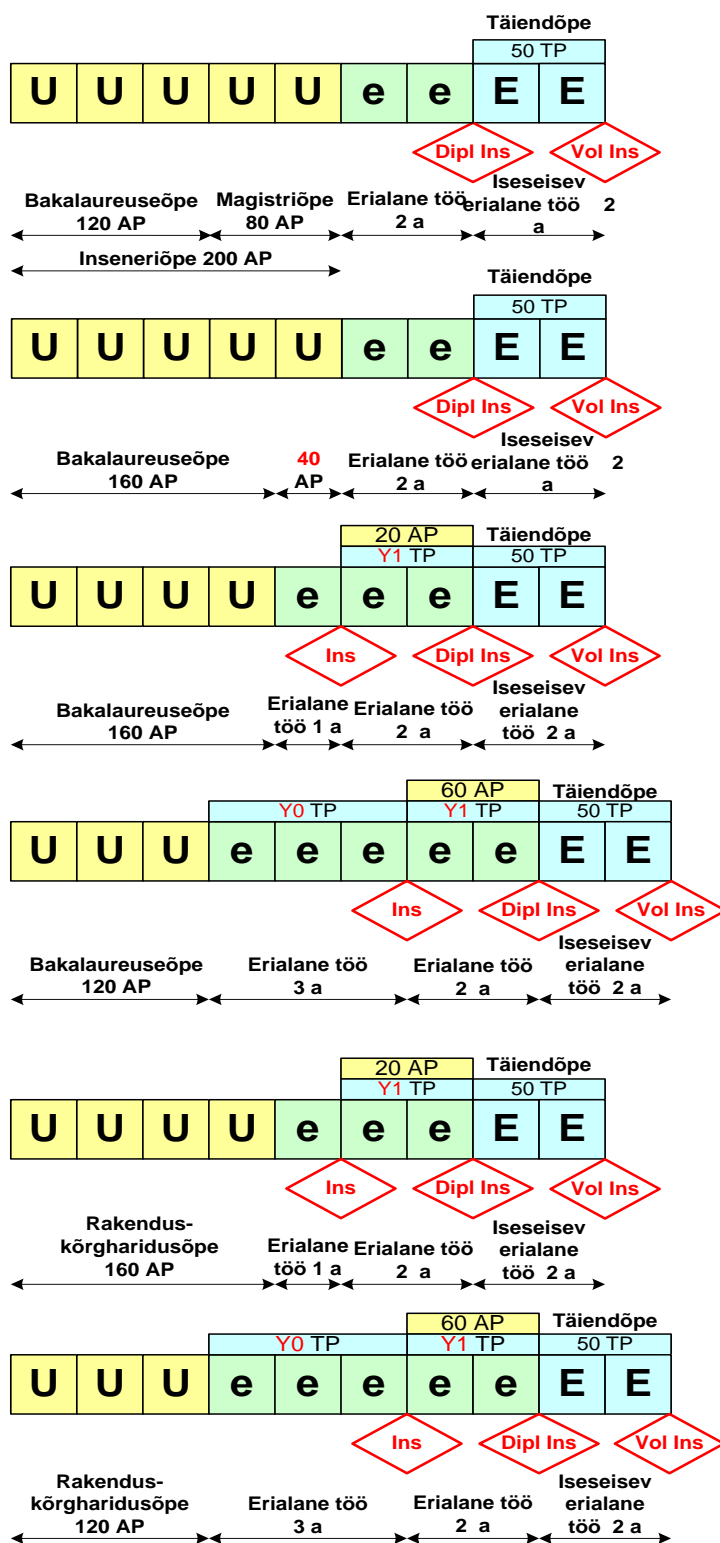 Täiendõpe
50 TP
U U U U U e e E E
Dipl Ins Vol Ins
Bakalaureuseõpe
120 AP
Magistriõpe
80 AP
Erialane töö
2 a
Iseseisev
erialane töö 2
a
Inseneriõpe 200 AP
Täiendõpe
50 TP
U U U U U e e E E
Dipl Ins Vol Ins
Bakalaureuseõpe
160 AP
40
AP
Erialane töö
2 a
Iseseisev
erialane töö 2
a
20 AP Täiendõpe
Y1 TP 50 TP
U U U U e e e E E
Ins Dipl Ins Vol Ins
Bakalaureuseõpe
160 AP
Erialane
töö 1 a
Erialane töö
2 a
Iseseisev
erialane
töö 2 a
60 AP Täiendõpe
Y0 TP Y1 TP 50 TP
U U U e e e e e E E
Ins Dipl Ins Vol Ins
Bakalaureuseõpe
120 AP
Erialane töö
3 a
Erialane töö
2 a
Iseseisev
erialane
töö 2 a
20 AP Täiendõpe
Y1 TP 50 TP
U U U U e e e E E
Ins Dipl Ins Vol Ins
Rakendus-
kõrgharidusõpe
160 AP
Erialane
töö 1 a
Erialane töö
2 a
Iseseisev
erialane
töö 2 a
60 AP Täiendõpe
Y0 TP Y1 TP 50 TP
U U U e e e e e E E
Ins Dipl Ins Vol Ins
Rakendus-
kõrgharidusõpe
120 AP
Erialane töö
3 a
Erialane töö
2 a
Iseseisev
erialane
töö 2 a